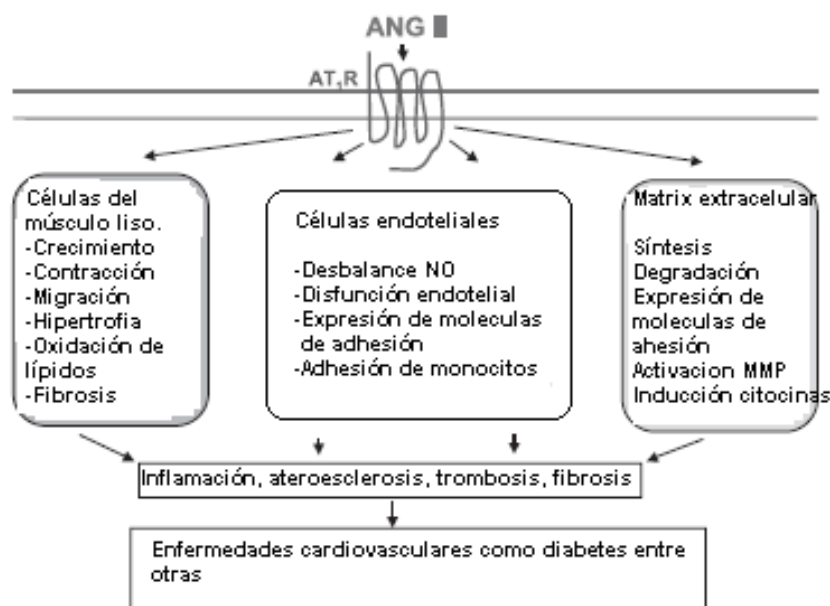 ANG II
AT₁R
Células del
músculo liso.
-Crecimiento
-Contracción
-Migración
-Hipertrofia
-Oxidación de
lípidos
-Fibrosis
Células endoteliales
-Desbalance NO
-Disfunción endotelial
-Expresión de moleculas
de adhesión
-Adhesión de monocitos
Matrix extracelular
Síntesis
Degradación
Expresión de
moleculas de
ahesión
Activacion MMP
Inducción citocinas
Inflamación, ateroesclerosis, trombosis, fibrosis
Enfermedades cardiovasculares como diabetes entre
otras